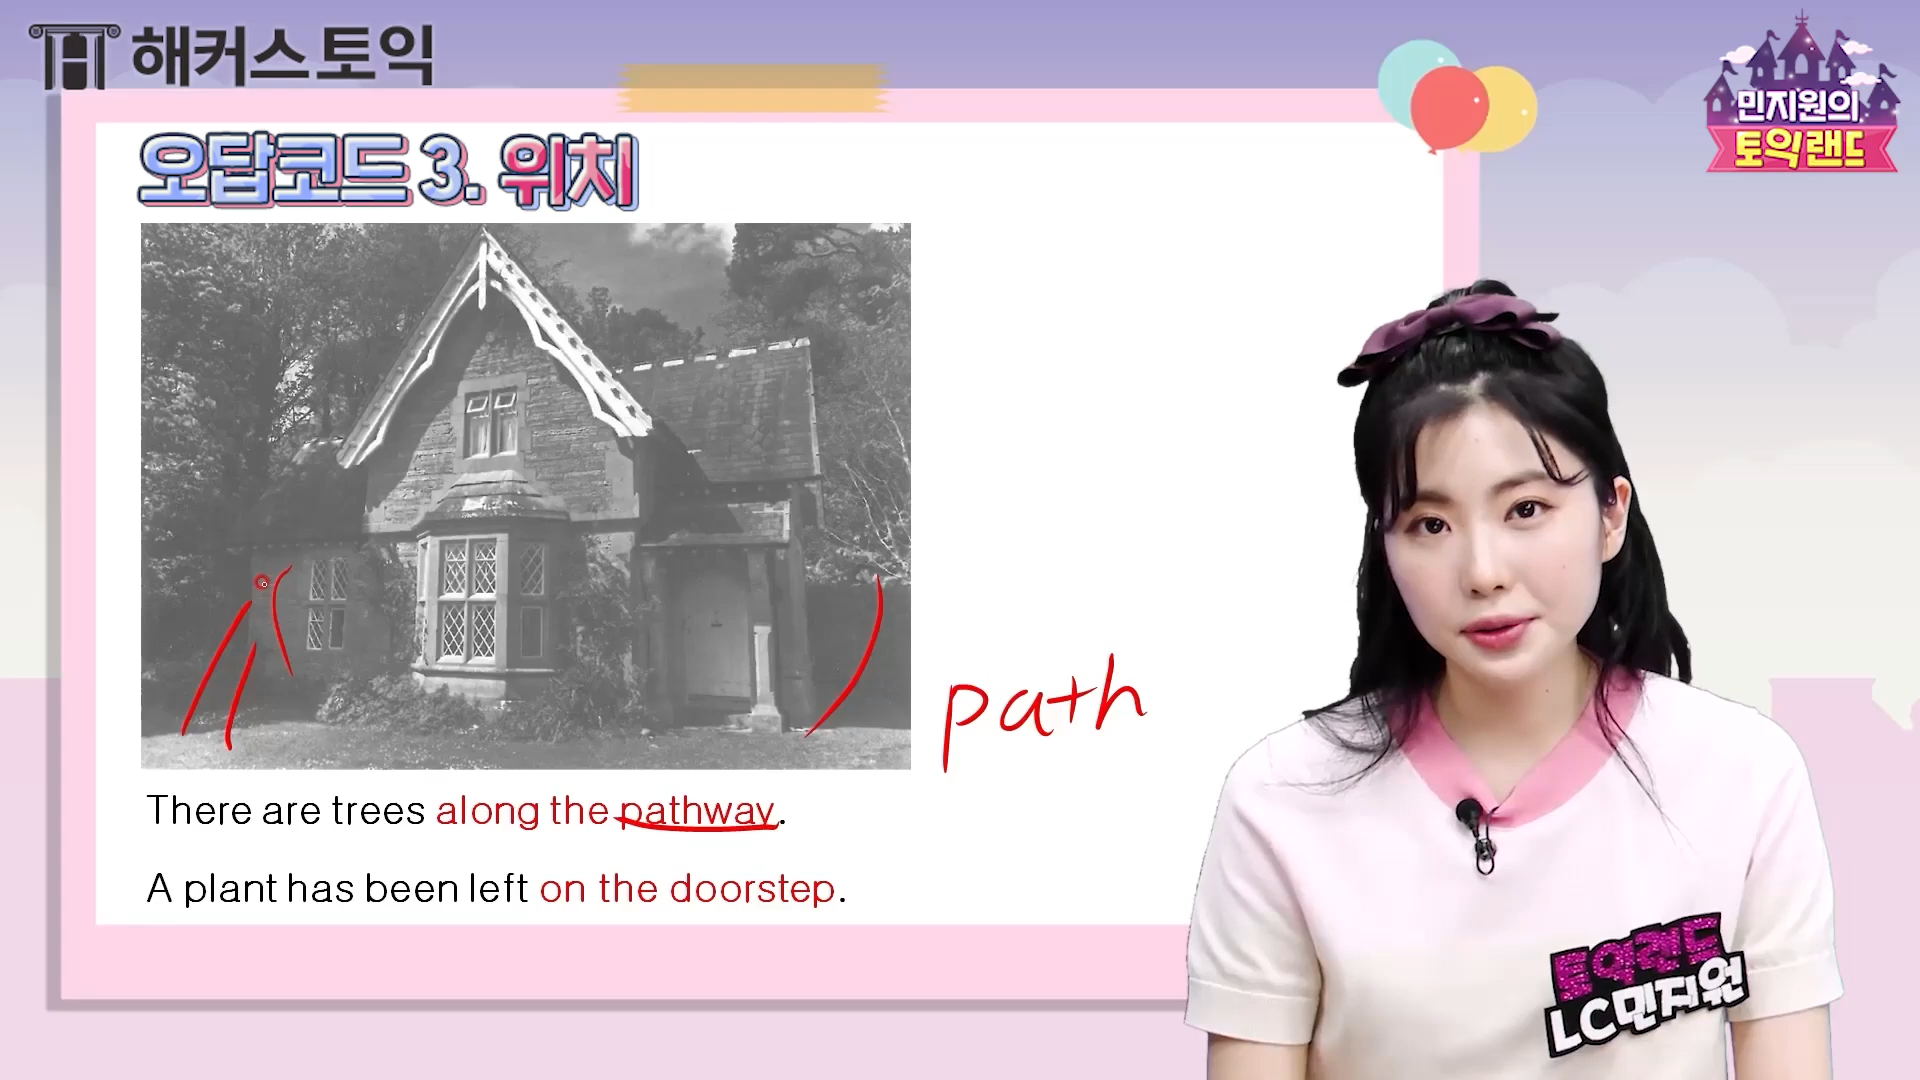 해커스토익
민지원의
토익랜드
오답코드 3. 위치
path
There are trees along the pathway.
A plant has been left on the doorstep.
토익랜드
LC민지원